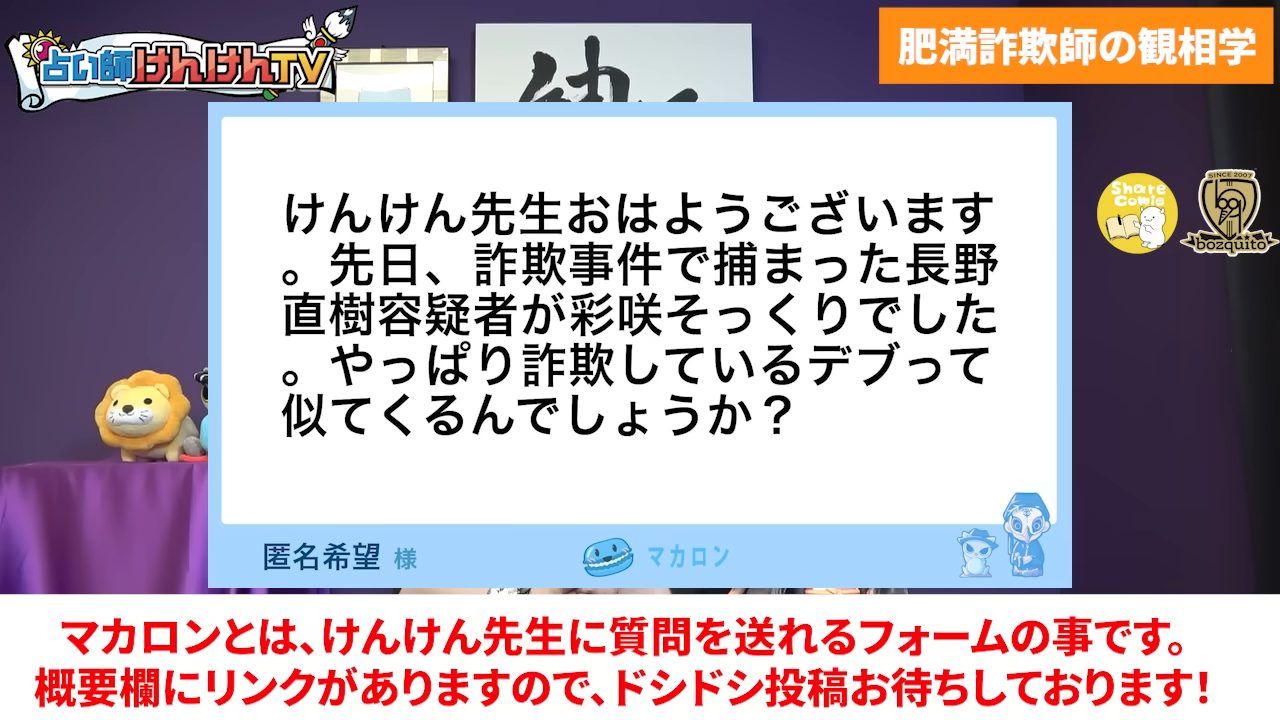 占い師けんけんTV
肥満詐欺師の観相学
けんけん先生おはようございます
。先日、詐欺事件で捕まった長野
直樹容疑者が彩咲そっくりでした
。やっぱり詐欺しているデブって
似てくるんでしょうか？
Share
Comic
SINCE 2007
bozquito
匿名希望 様
マカロン
マカロンとは、けんけん先生に質問を送れるフォームの事です。
概要欄にリンクがありますので、ドシドシ投稿お待ちしております！